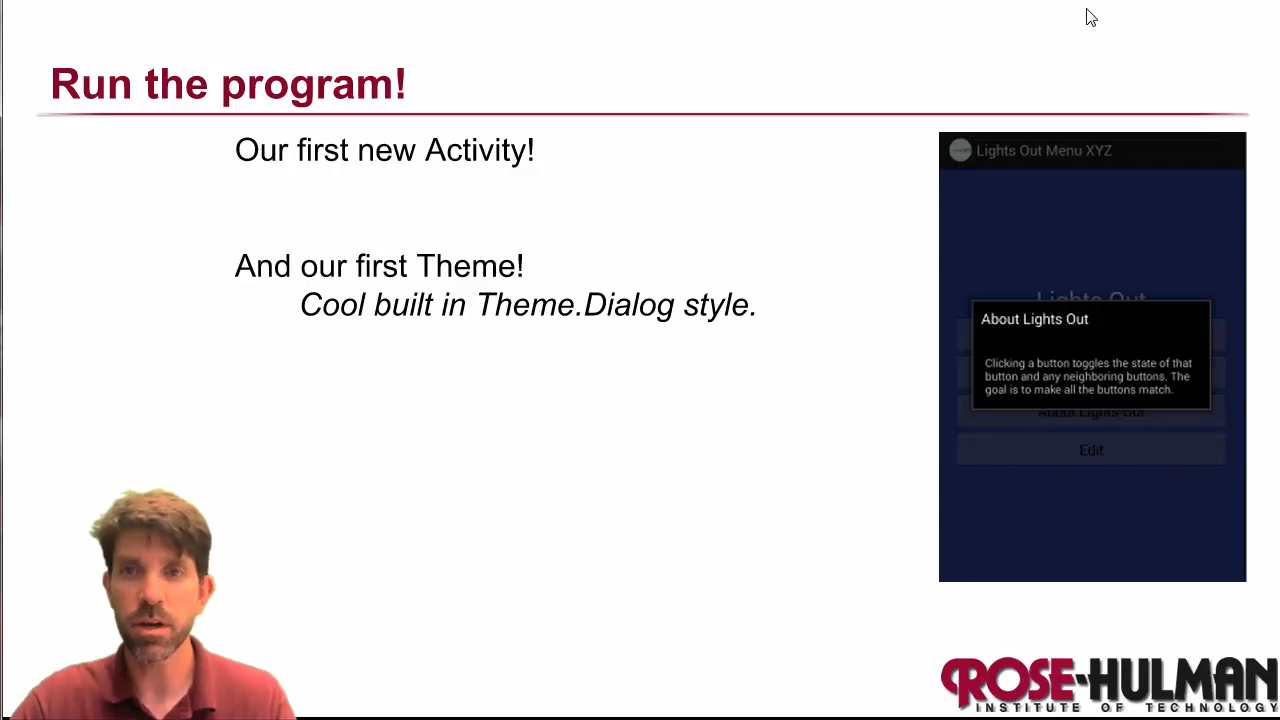 Run the program!
Our first new Activity!
And our first Theme!
Cool built in Theme.Dialog style.
Lights Out Menu XYZ
Lights Out
About Lights Out
Clicking a button toggles the state of that
button and any neighboring buttons. The
goal is to make all the buttons match.
About Lights Out
Edit
ROSE-HULMAN
INSTITUTE OF TECHNOLOGY